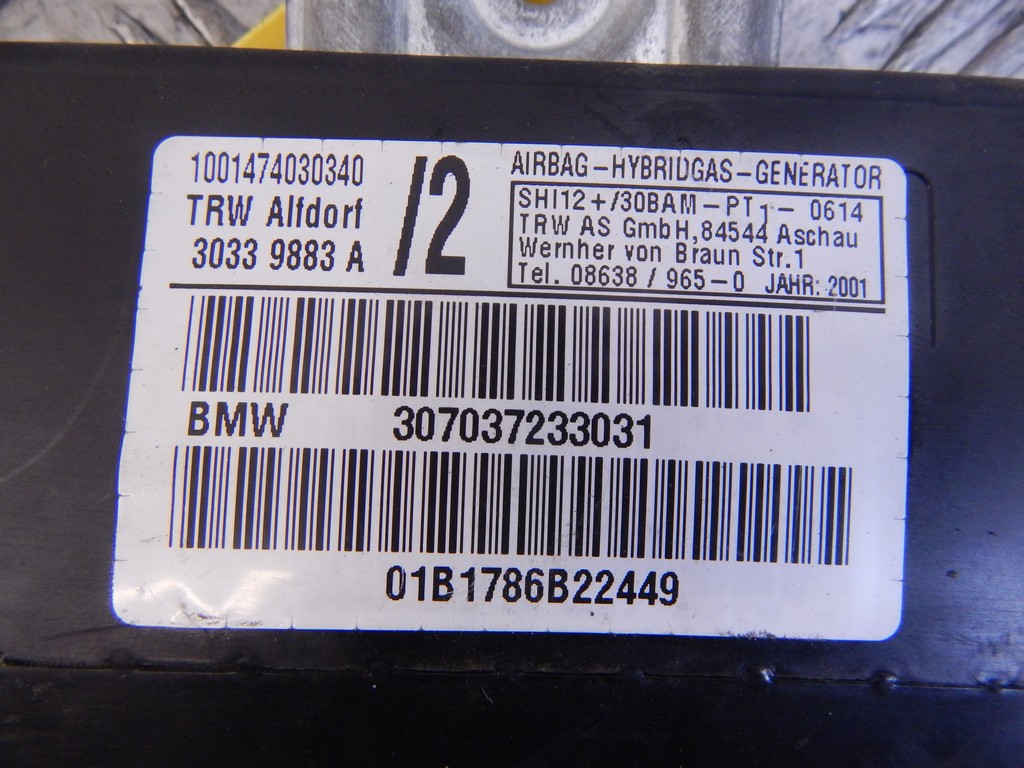 1001474030340
TRW Alfdorf
3033 9883 A
/2
AIRBAG-HYBRIDGAS-GENERATOR
SHI12+/30BAM-PT1-0614
TRW AS GmbH, 84544 Aschau
Wernher von Braun Str.1
Tel. 08638 / 965-0 JAHR: 2001
BMW 307037233031
01B1786B22449